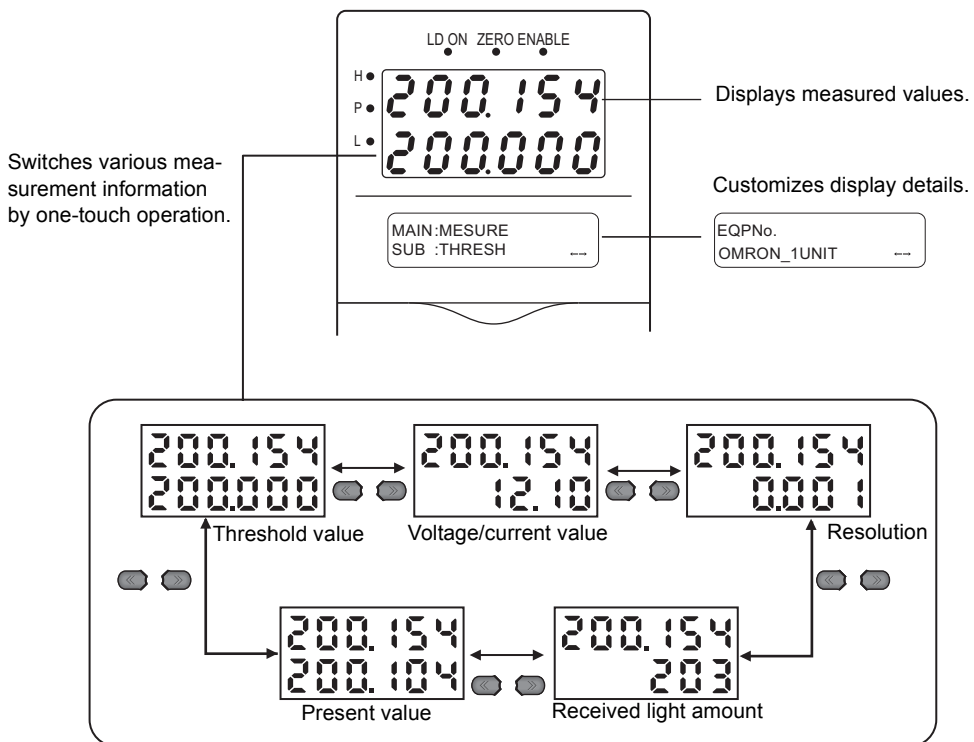 LD ON ZERO ENABLE
H
200.154
Displays measured values.
P
L
200.000
Switches various mea-
surement information
by one-touch operation.
Customizes display details.
MAIN:MESURE
SUB :THRESH ←→
EQPNo.
OMRON_1UNIT ←→
200.154
200.000
Threshold value
200.154
12.10
Voltage/current value
200.154
0.001
Resolution
200.154
200.104
Present value
200.154
203
Received light amount